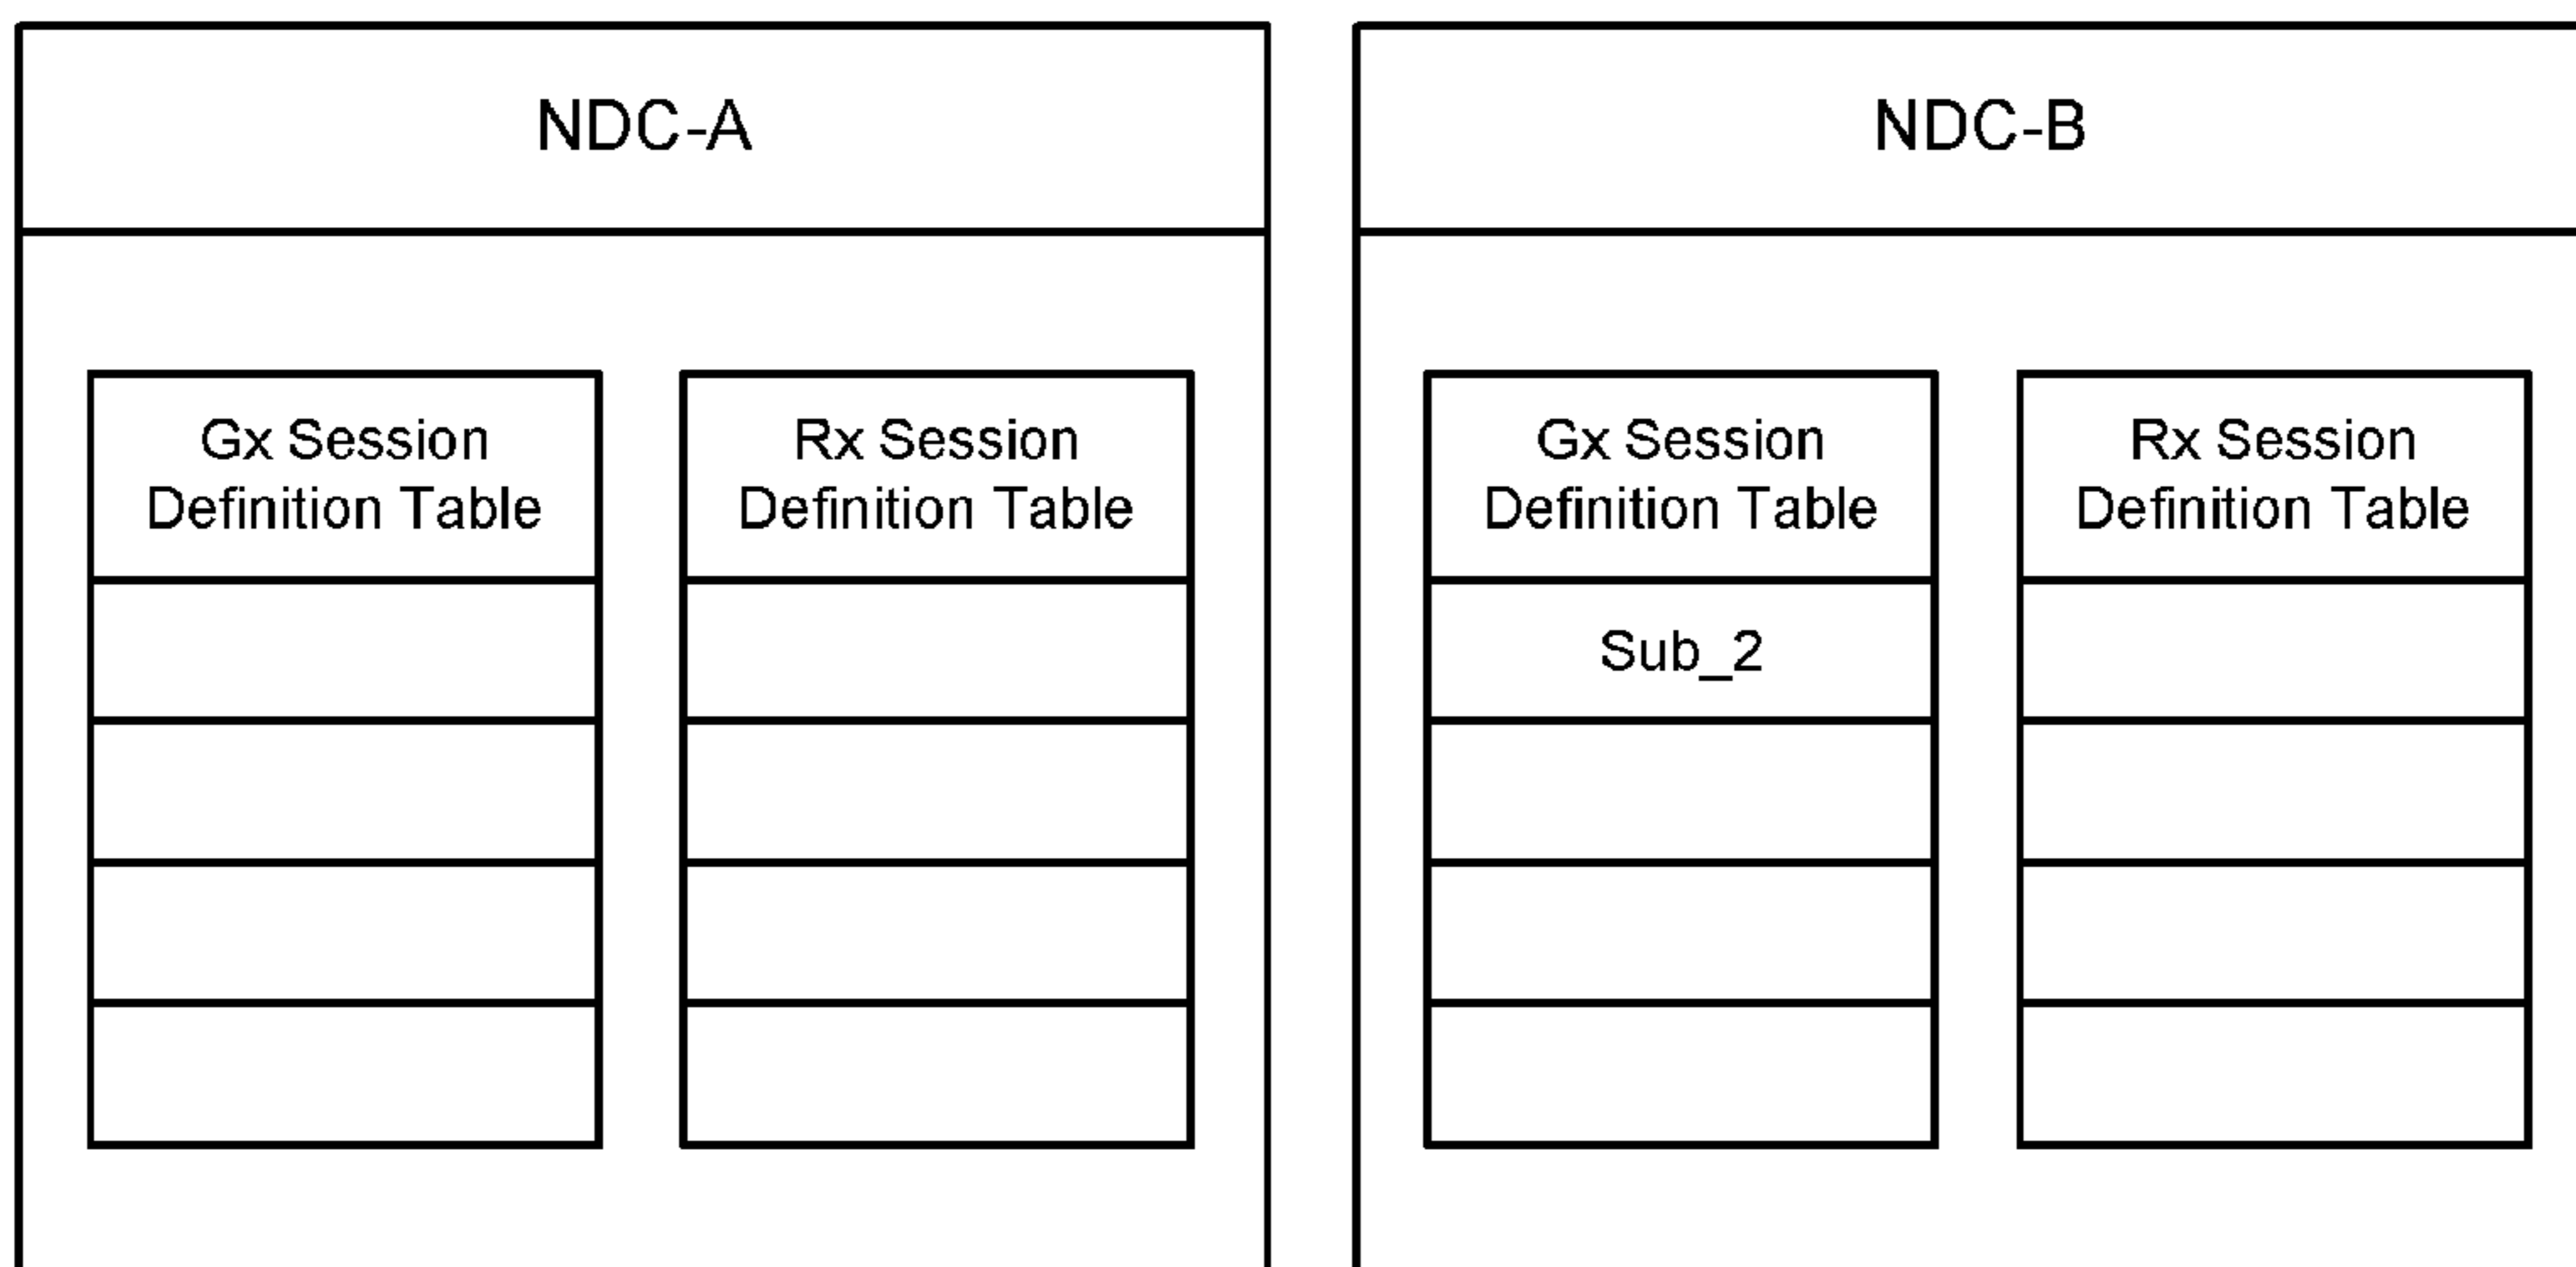 NDC-A
Gx Session
Definition Table
Rx Session
Definition Table
NDC-B
Gx Session
Definition Table
Sub_2
Rx Session
Definition Table